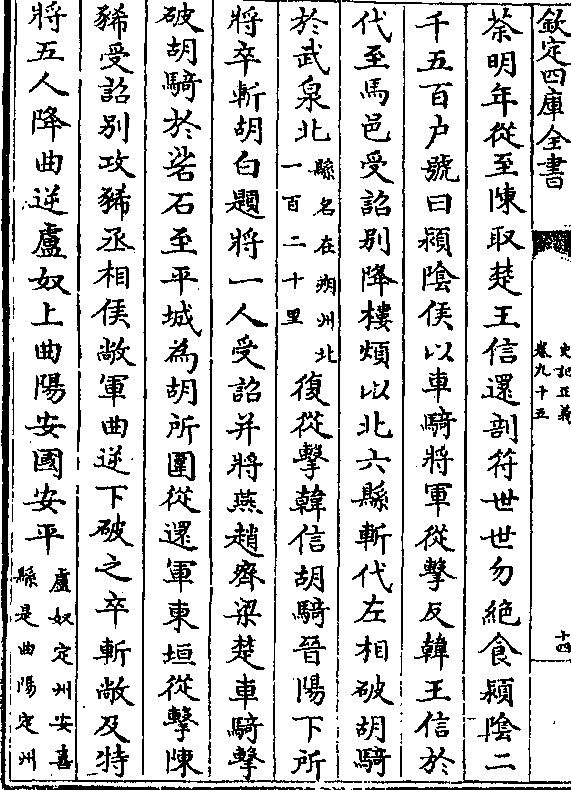 欽定四庫全書
史記正義
卷九十五
十四
荼明年從至陳取楚王信還剖符世世勿絶食潁陰二
千五百户號曰潁陰侯以車騎將軍從擊反韓王信於
代至馬邑受詔别降樓煩以北六縣斬代左相破胡騎
於武泉北
縣名在朔州北
一百二十里
復從擊韓信胡騎晉陽下所
將卒斬胡白題將一人受詔并將燕趙齊梁楚車騎擊
破胡騎於硰石至平城為胡所圍從還軍東垣從擊陳
豨受詔别攻豨丞相侯敞軍曲逆下破之卒斬敞及特
將五人降曲逆盧奴上曲陽安國安平
盧奴定州安喜
縣是曲陽定州